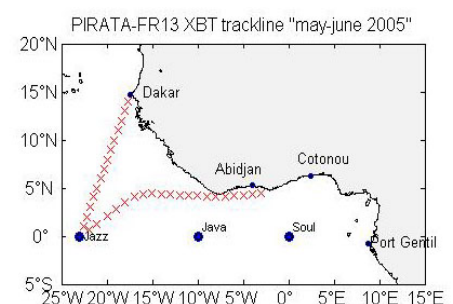 PIRATA-FR13 XBT trackline "may-june 2005"
20°N
15°N
Dakar
10°N
Abidjan
Cotonou
5°N
Java
Soul
0°
Jazz
Port Gentil
5°S
25°W 20°W 15°W 10°W 5°W 0° 5°E 10°E 15°E